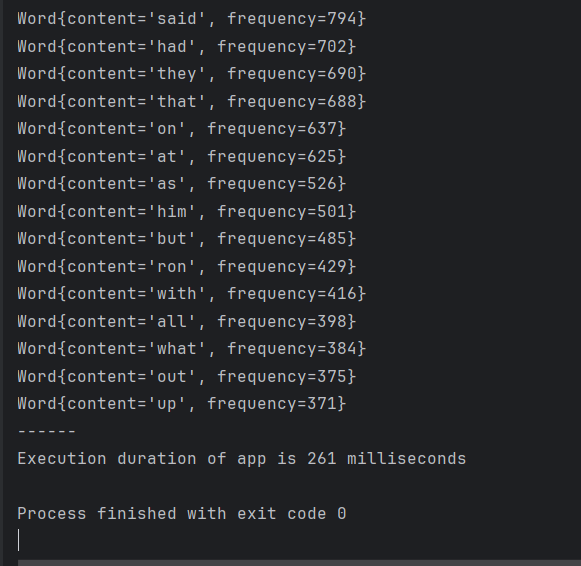 Word{content='said', frequency=794}
Word{content='had', frequency=702}
Word{content='they', frequency=690}
Word{content='that', frequency=688}
Word{content='on', frequency=637}
Word{content='at', frequency=625}
Word{content='as', frequency=526}
Word{content='him', frequency=501}
Word{content='but', frequency=485}
Word{content='ron', frequency=429}
Word{content='with', frequency=416}
Word{content='all', frequency=398}
Word{content='what', frequency=384}
Word{content='out', frequency=375}
Word{content='up', frequency=371}
------
Execution duration of app is 261 milliseconds
Process finished with exit code 0